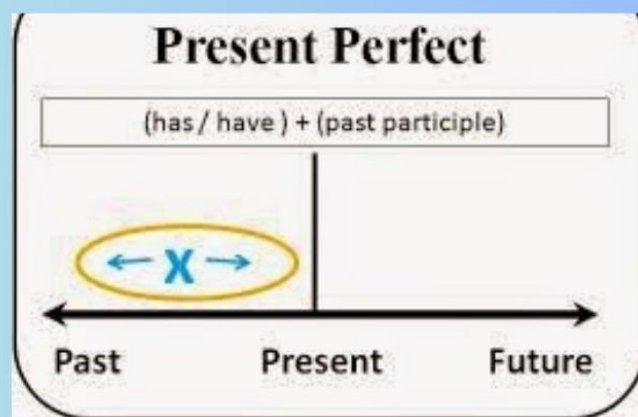 Present Perfect
(has / have ) + (past participle)
X
Past Present Future